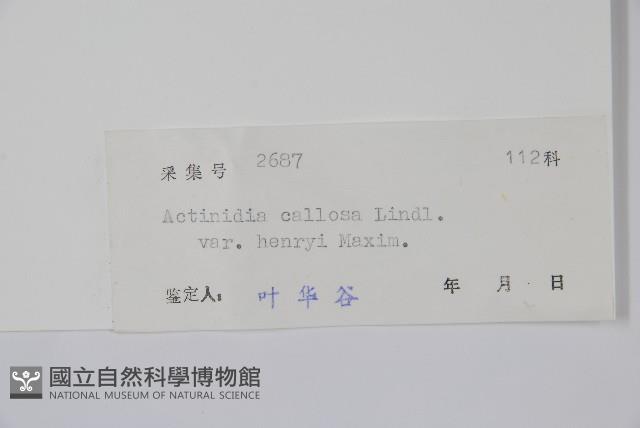 采集号 2687 112科
Actinidia callosa Lindl.
var. henryi Maxim.
鉴定人: 叶华谷 年 月 日
國立自然科學博物館
NATIONAL MUSEUM OF NATURAL SCIENCE